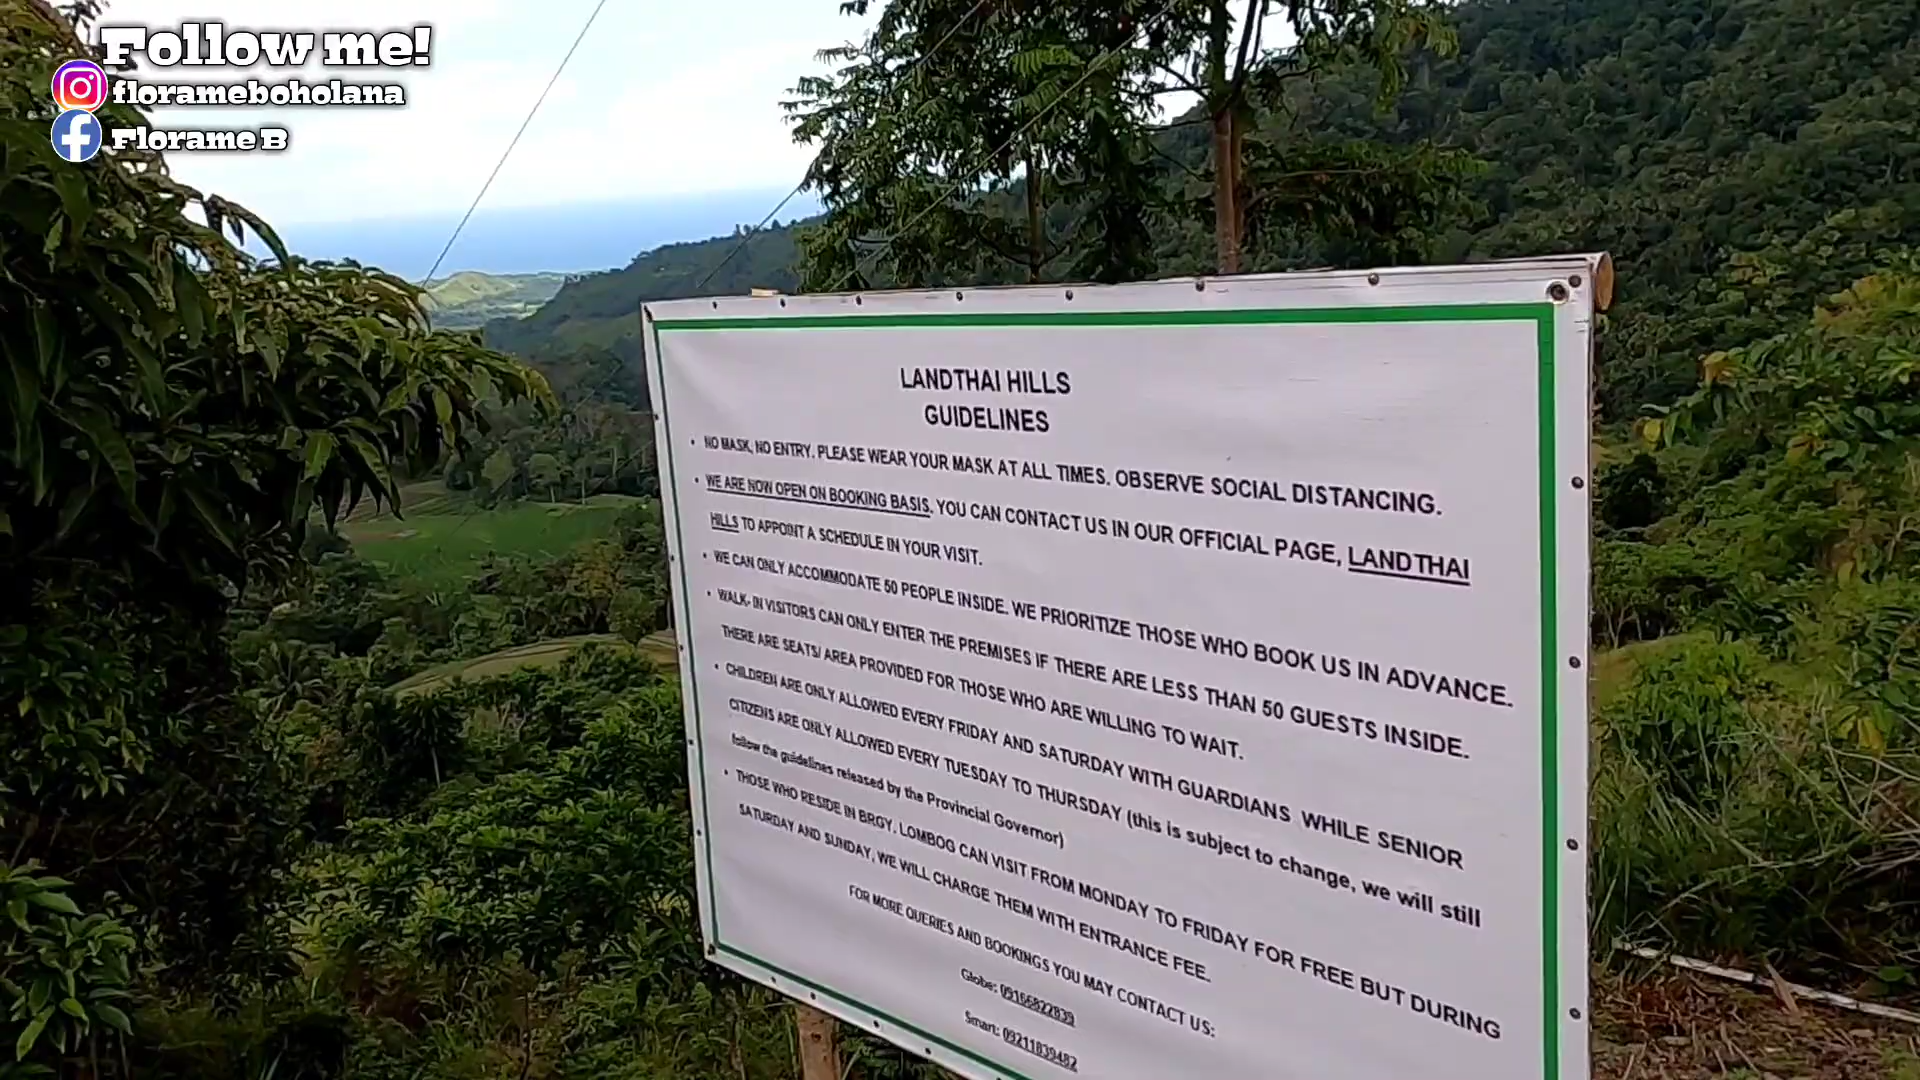 Follow me!
florameboholana
Florame B
LANDTHAI HILLS
GUIDELINES
• NO MASK, NO ENTRY. PLEASE WEAR YOUR MASK AT ALL TIMES. OBSERVE SOCIAL DISTANCING.
• WE ARE NOW OPEN ON BOOKING BASIS. YOU CAN CONTACT US IN OUR OFFICIAL PAGE, LANDTHAI
HILLS TO APPOINT A SCHEDULE IN YOUR VISIT.
• WE CAN ONLY ACCOMMODATE 50 PEOPLE INSIDE. WE PRIORITIZE THOSE WHO BOOK US IN ADVANCE.
• WALK- IN VISITORS CAN ONLY ENTER THE PREMISES IF THERE ARE LESS THAN 50 GUESTS INSIDE.
THERE ARE SEATS/ AREA PROVIDED FOR THOSE WHO ARE WILLING TO WAIT.
• CHILDREN ARE ONLY ALLOWED EVERY FRIDAY AND SATURDAY WITH GUARDIANS WHILE SENIOR
CITIZENS ARE ONLY ALLOWED EVERY TUESDAY TO THURSDAY (this is subject to change, we will still
follow the guidelines released by the Provincial Governor)
• THOSE WHO RESIDE IN BRGY. LOMBOG CAN VISIT FROM MONDAY TO FRIDAY FOR FREE BUT DURING
SATURDAY AND SUNDAY, WE WILL CHARGE THEM WITH ENTRANCE FEE.
FOR MORE QUERIES AND BOOKINGS YOU MAY CONTACT US:
Globe: 09166822839
Smart: 09211839482